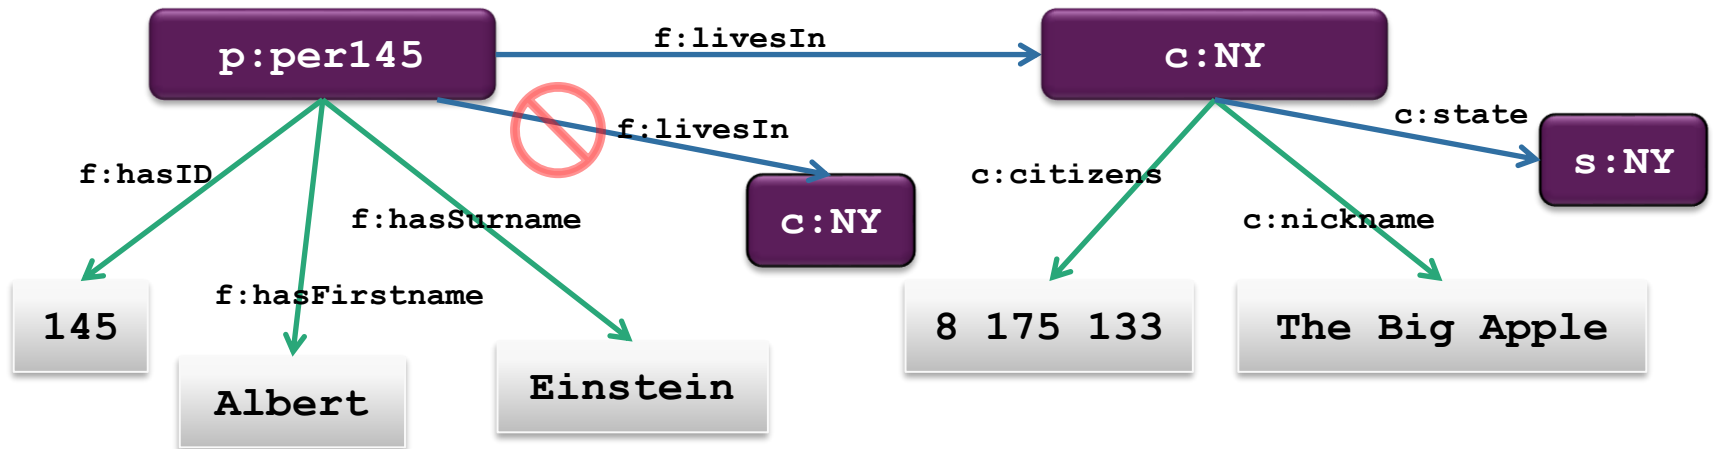 p:per145
f:livesIn
c:NY
f:livesIn
c:state
f:hasID
c:citizens
s:NY
f:hasSurname
c:NY
c:nickname
f:hasFirstname
145
8 175 133
The Big Apple
Albert
Einstein